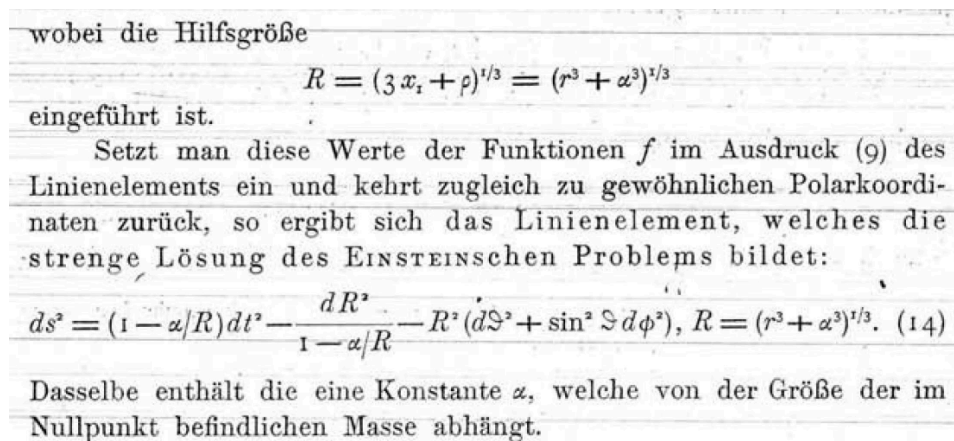 wobei die Hilfsgröße
R = (3 x₁ + ρ)^1/3 = (r³ + α³)^1/3
eingeführt ist.
Setzt man diese Werte der Funktionen f im Ausdruck (9) des
Linienelements ein und kehrt zugleich zu gewöhnlichen Polarkoordi-
naten zurück, so ergibt sich das Linienelement, welches die
strenge Lösung des EINSTEINschen Problems bildet:
ds² = (1 − α/R)dt² − dR²/(1 − α/R) − R²(dϑ² + sin² ϑ dϕ²), R = (r³ + α³)^1/3. (14)
Dasselbe enthält die eine Konstante α, welche von der Größe der im
Nullpunkt befindlichen Masse abhängt.